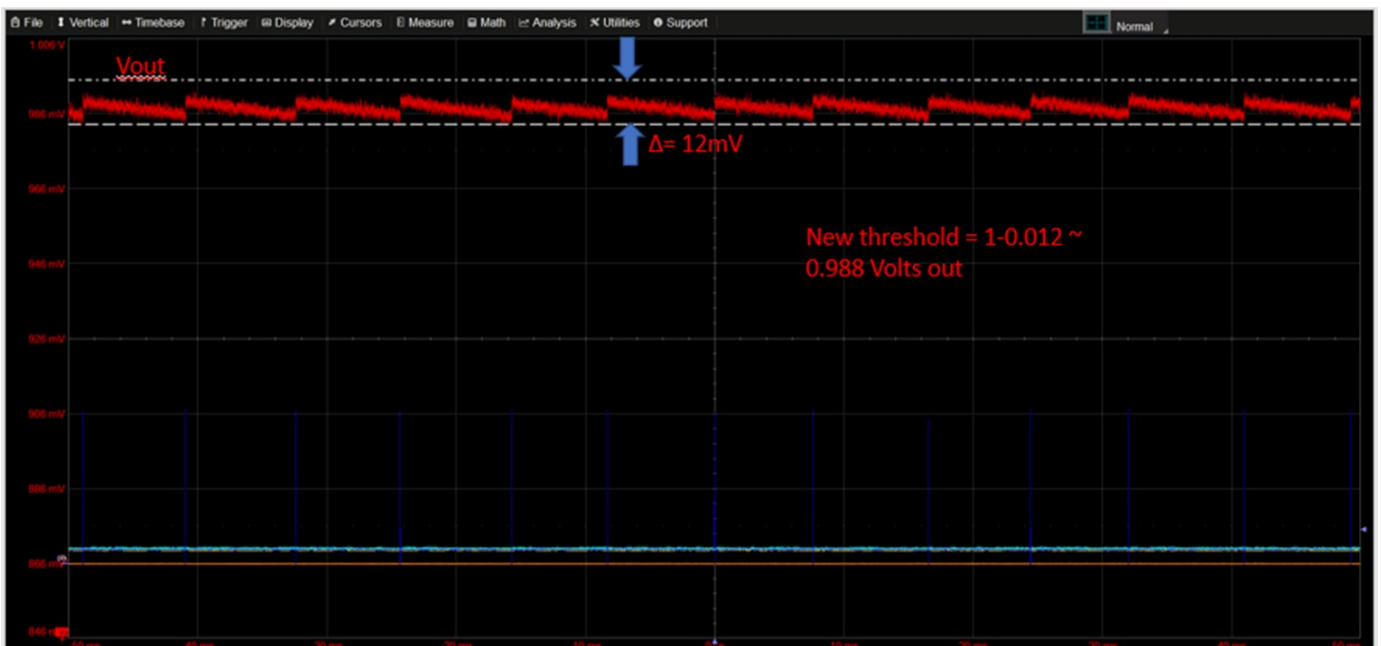 File Vertical Timebase Trigger Display Cursors Measure Math Analysis Utilities Support
Normal
1.006 V
Vout
986 mV
Δ= 12mV
966 mV
New threshold = 1-0.012 ~
0.988 Volts out
946 mV
926 mV
906 mV
886 mV
866 mV
846 m